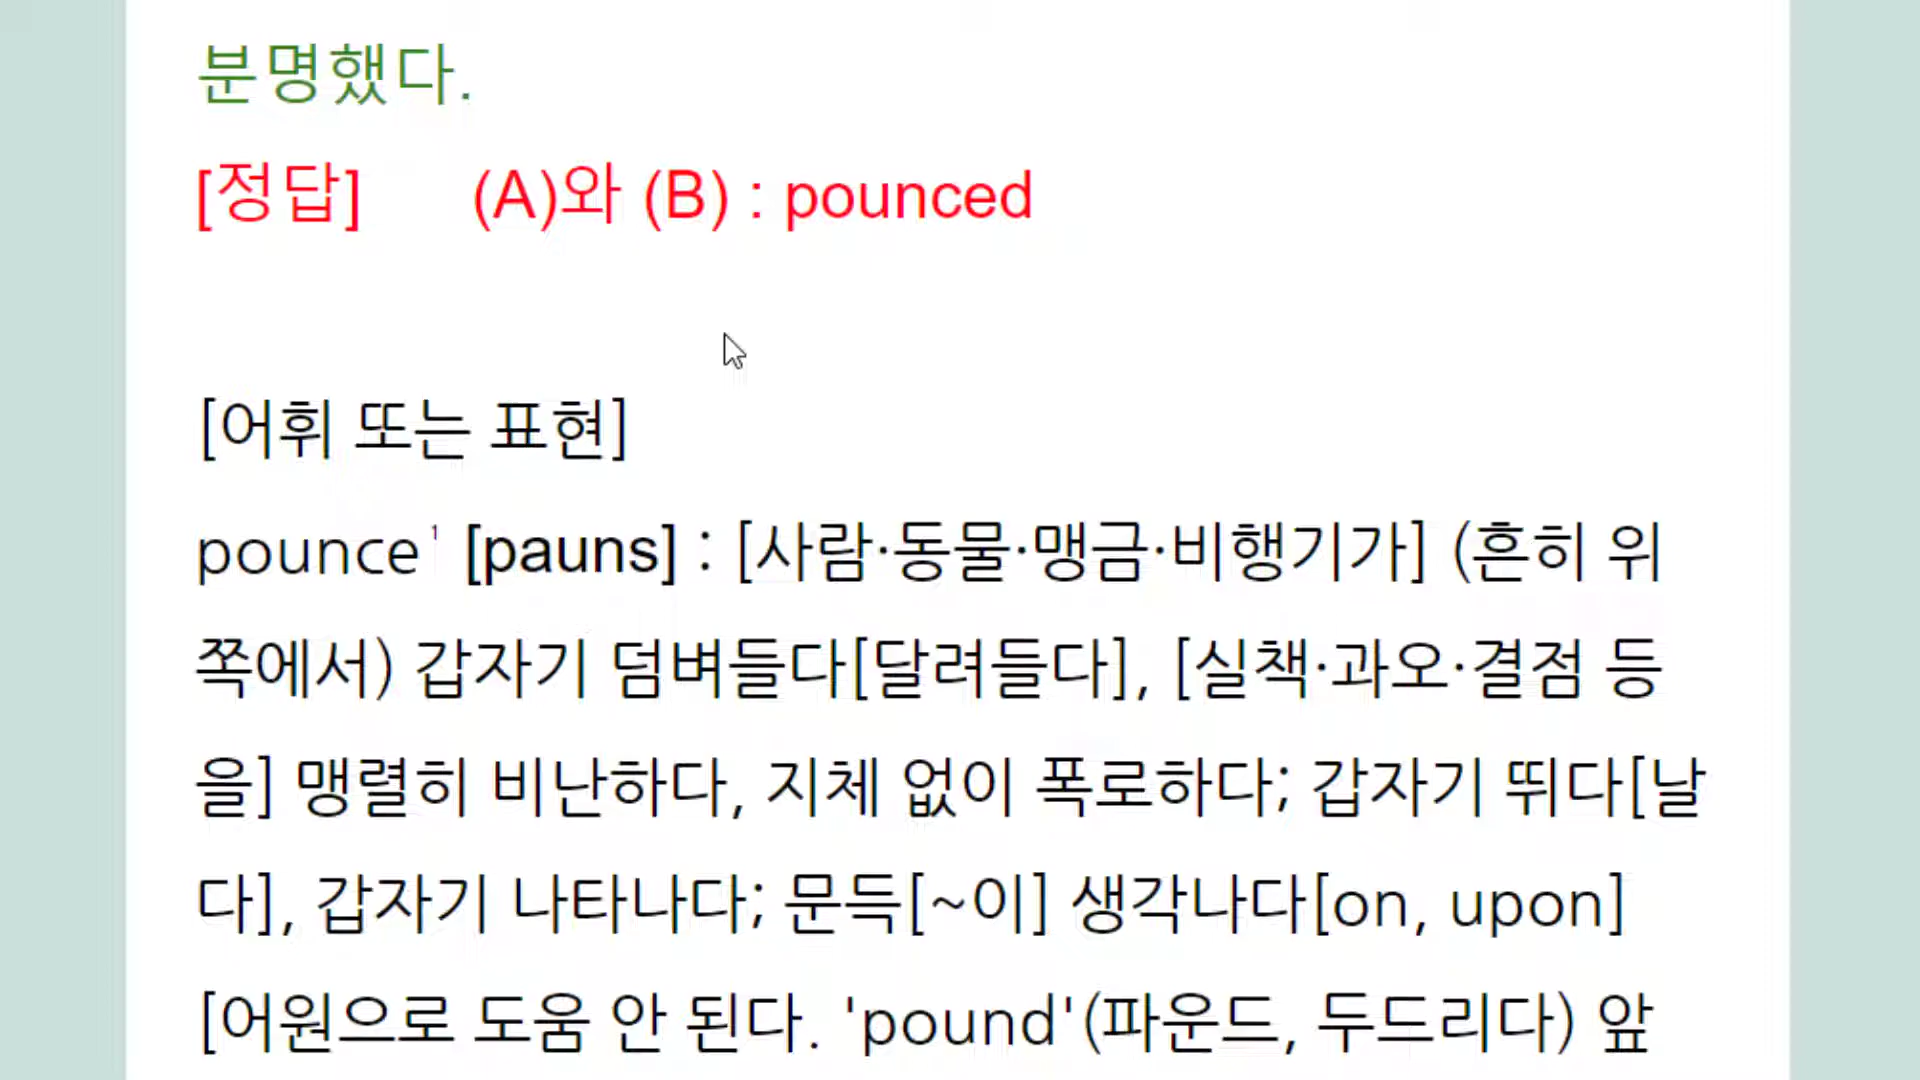 분명했다.
[정답] (A)와 (B) : pounced
[어휘 또는 표현]
pounce¹ [pauns] : [사람·동물·맹금·비행기가] (흔히 위
쪽에서) 갑자기 덤벼들다[달려들다], [실책·과오·결점 등
을] 맹렬히 비난하다, 지체 없이 폭로하다; 갑자기 뛰다[날
다], 갑자기 나타나다; 문득[~이] 생각나다[on, upon]
[어원으로 도움 안 된다. 'pound'(파운드, 두드리다) 앞